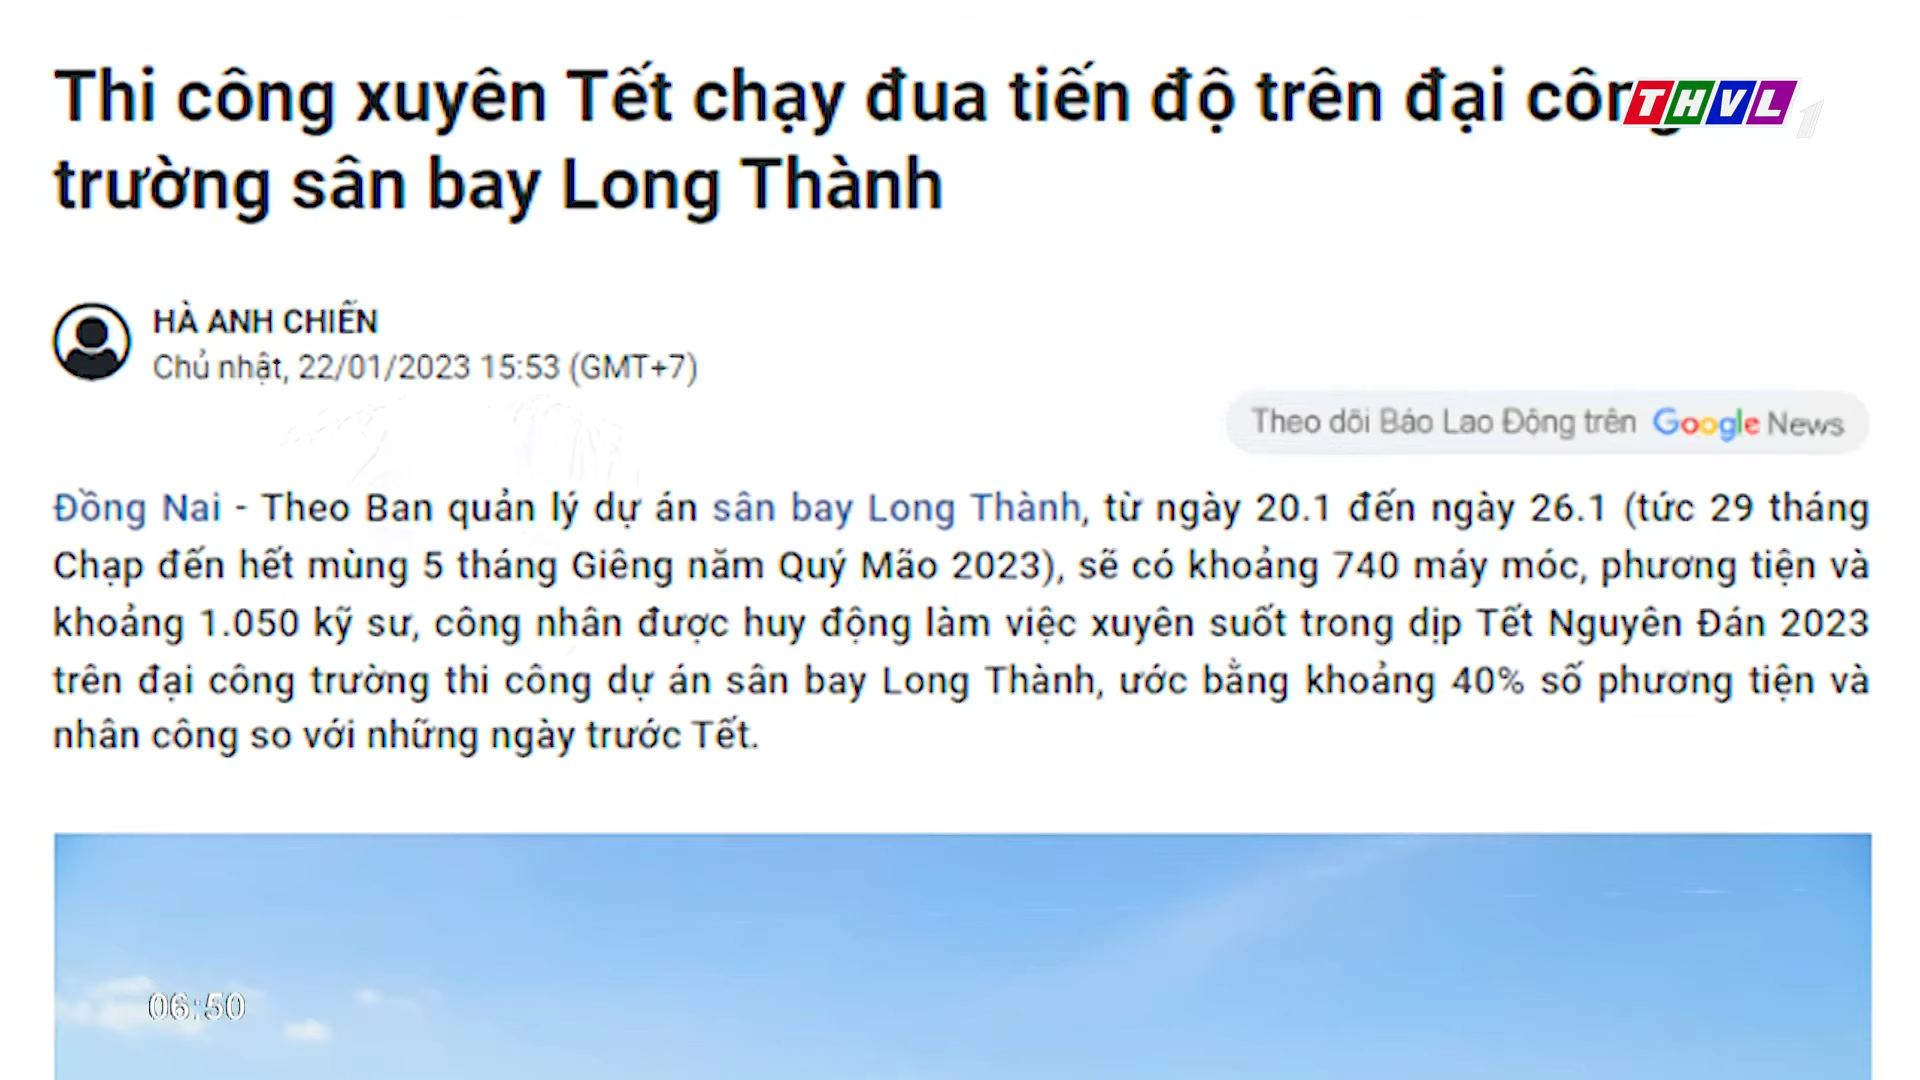 Thi công xuyên Tết chạy đua tiến độ trên đại công
THVL 1
trường sân bay Long Thành
HÀ ANH CHIẾN
Chủ nhật, 22/01/2023 15:53 (GMT+7)
Theo dõi Báo Lao Động trên Google News
Đồng Nai - Theo Ban quản lý dự án sân bay Long Thành, từ ngày 20.1 đến ngày 26.1 (tức 29 tháng
Chạp đến hết mùng 5 tháng Giêng năm Quý Mão 2023), sẽ có khoảng 740 máy móc, phương tiện và
khoảng 1.050 kỹ sư, công nhân được huy động làm việc xuyên suốt trong dịp Tết Nguyên Đán 2023
trên đại công trường thi công dự án sân bay Long Thành, ước bằng khoảng 40% số phương tiện và
nhân công so với những ngày trước Tết.
06:50